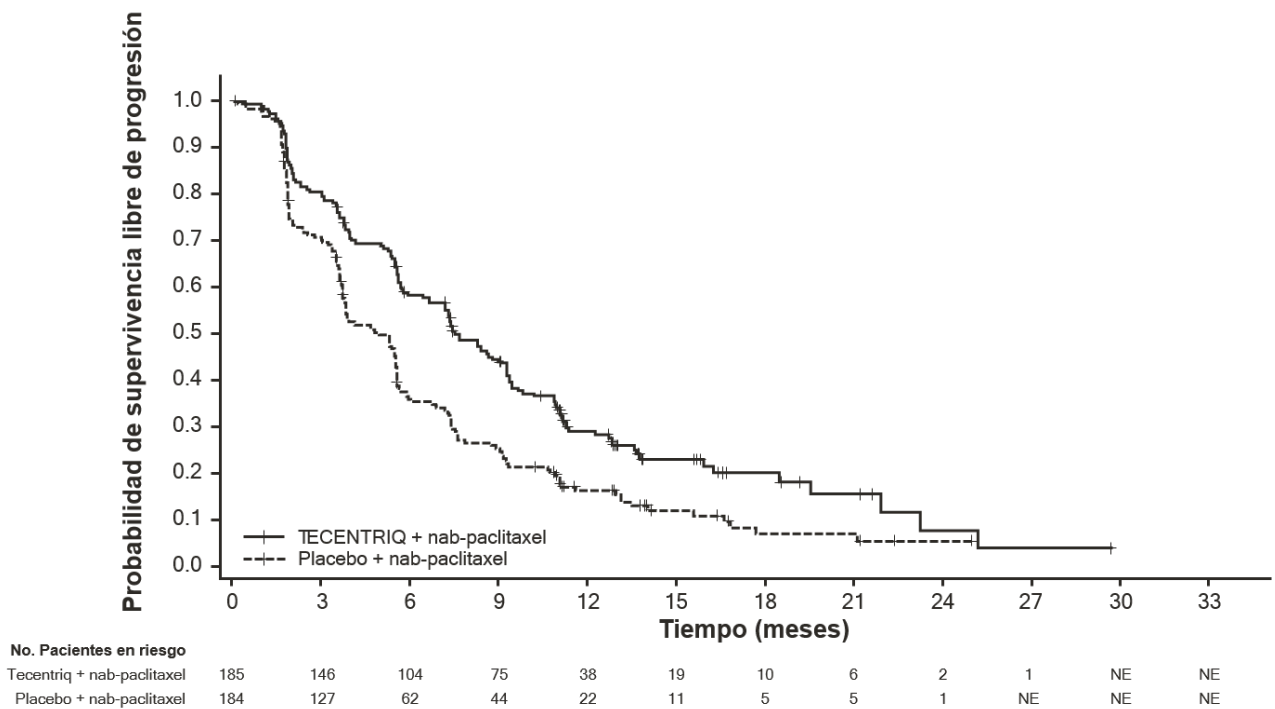 Probabilidad de supervivencia libre de progresión
1.0
0.9
0.8
0.7
0.6
0.5
0.4
0.3
0.2
0.1
0.0
TECENTRIQ + nab-paclitaxel
Placebo + nab-paclitaxel
0 3 6 9 12 15 18 21 24 27 30 33
Tiempo (meses)
No. Pacientes en riesgo
Tecentriq + nab-paclitaxel 185 146 104 75 38 19 10 6 2 1 NE NE
Placebo + nab-paclitaxel 184 127 62 44 22 11 5 5 1 NE NE NE